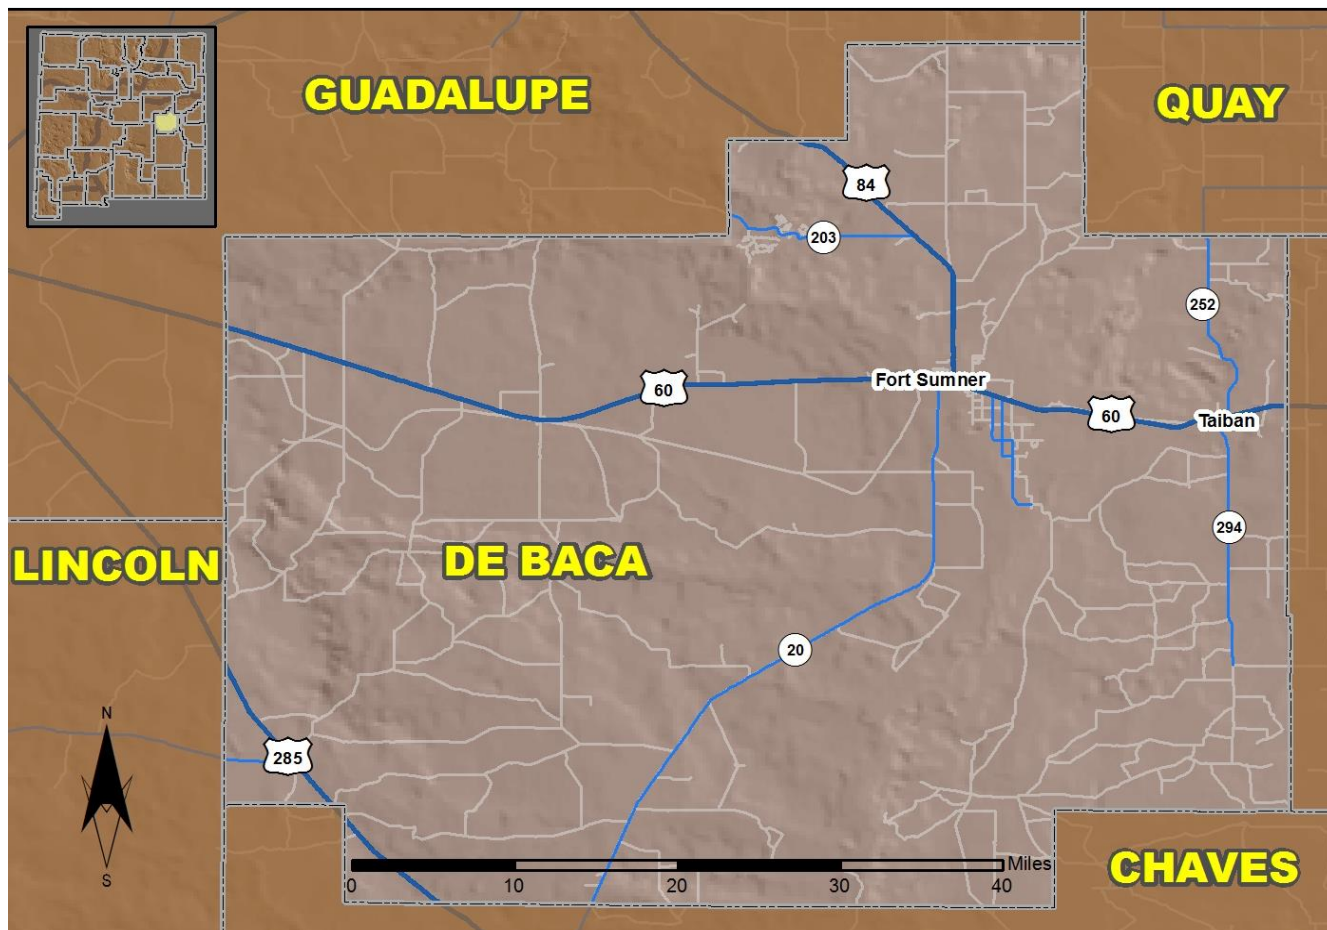 GUADALUPE
QUAY
84
203
252
Fort Sumner
60
60
Taiban
LINCOLN
DE BACA
294
20
N
285
S
Miles
0 10 20 30 40
CHAVES